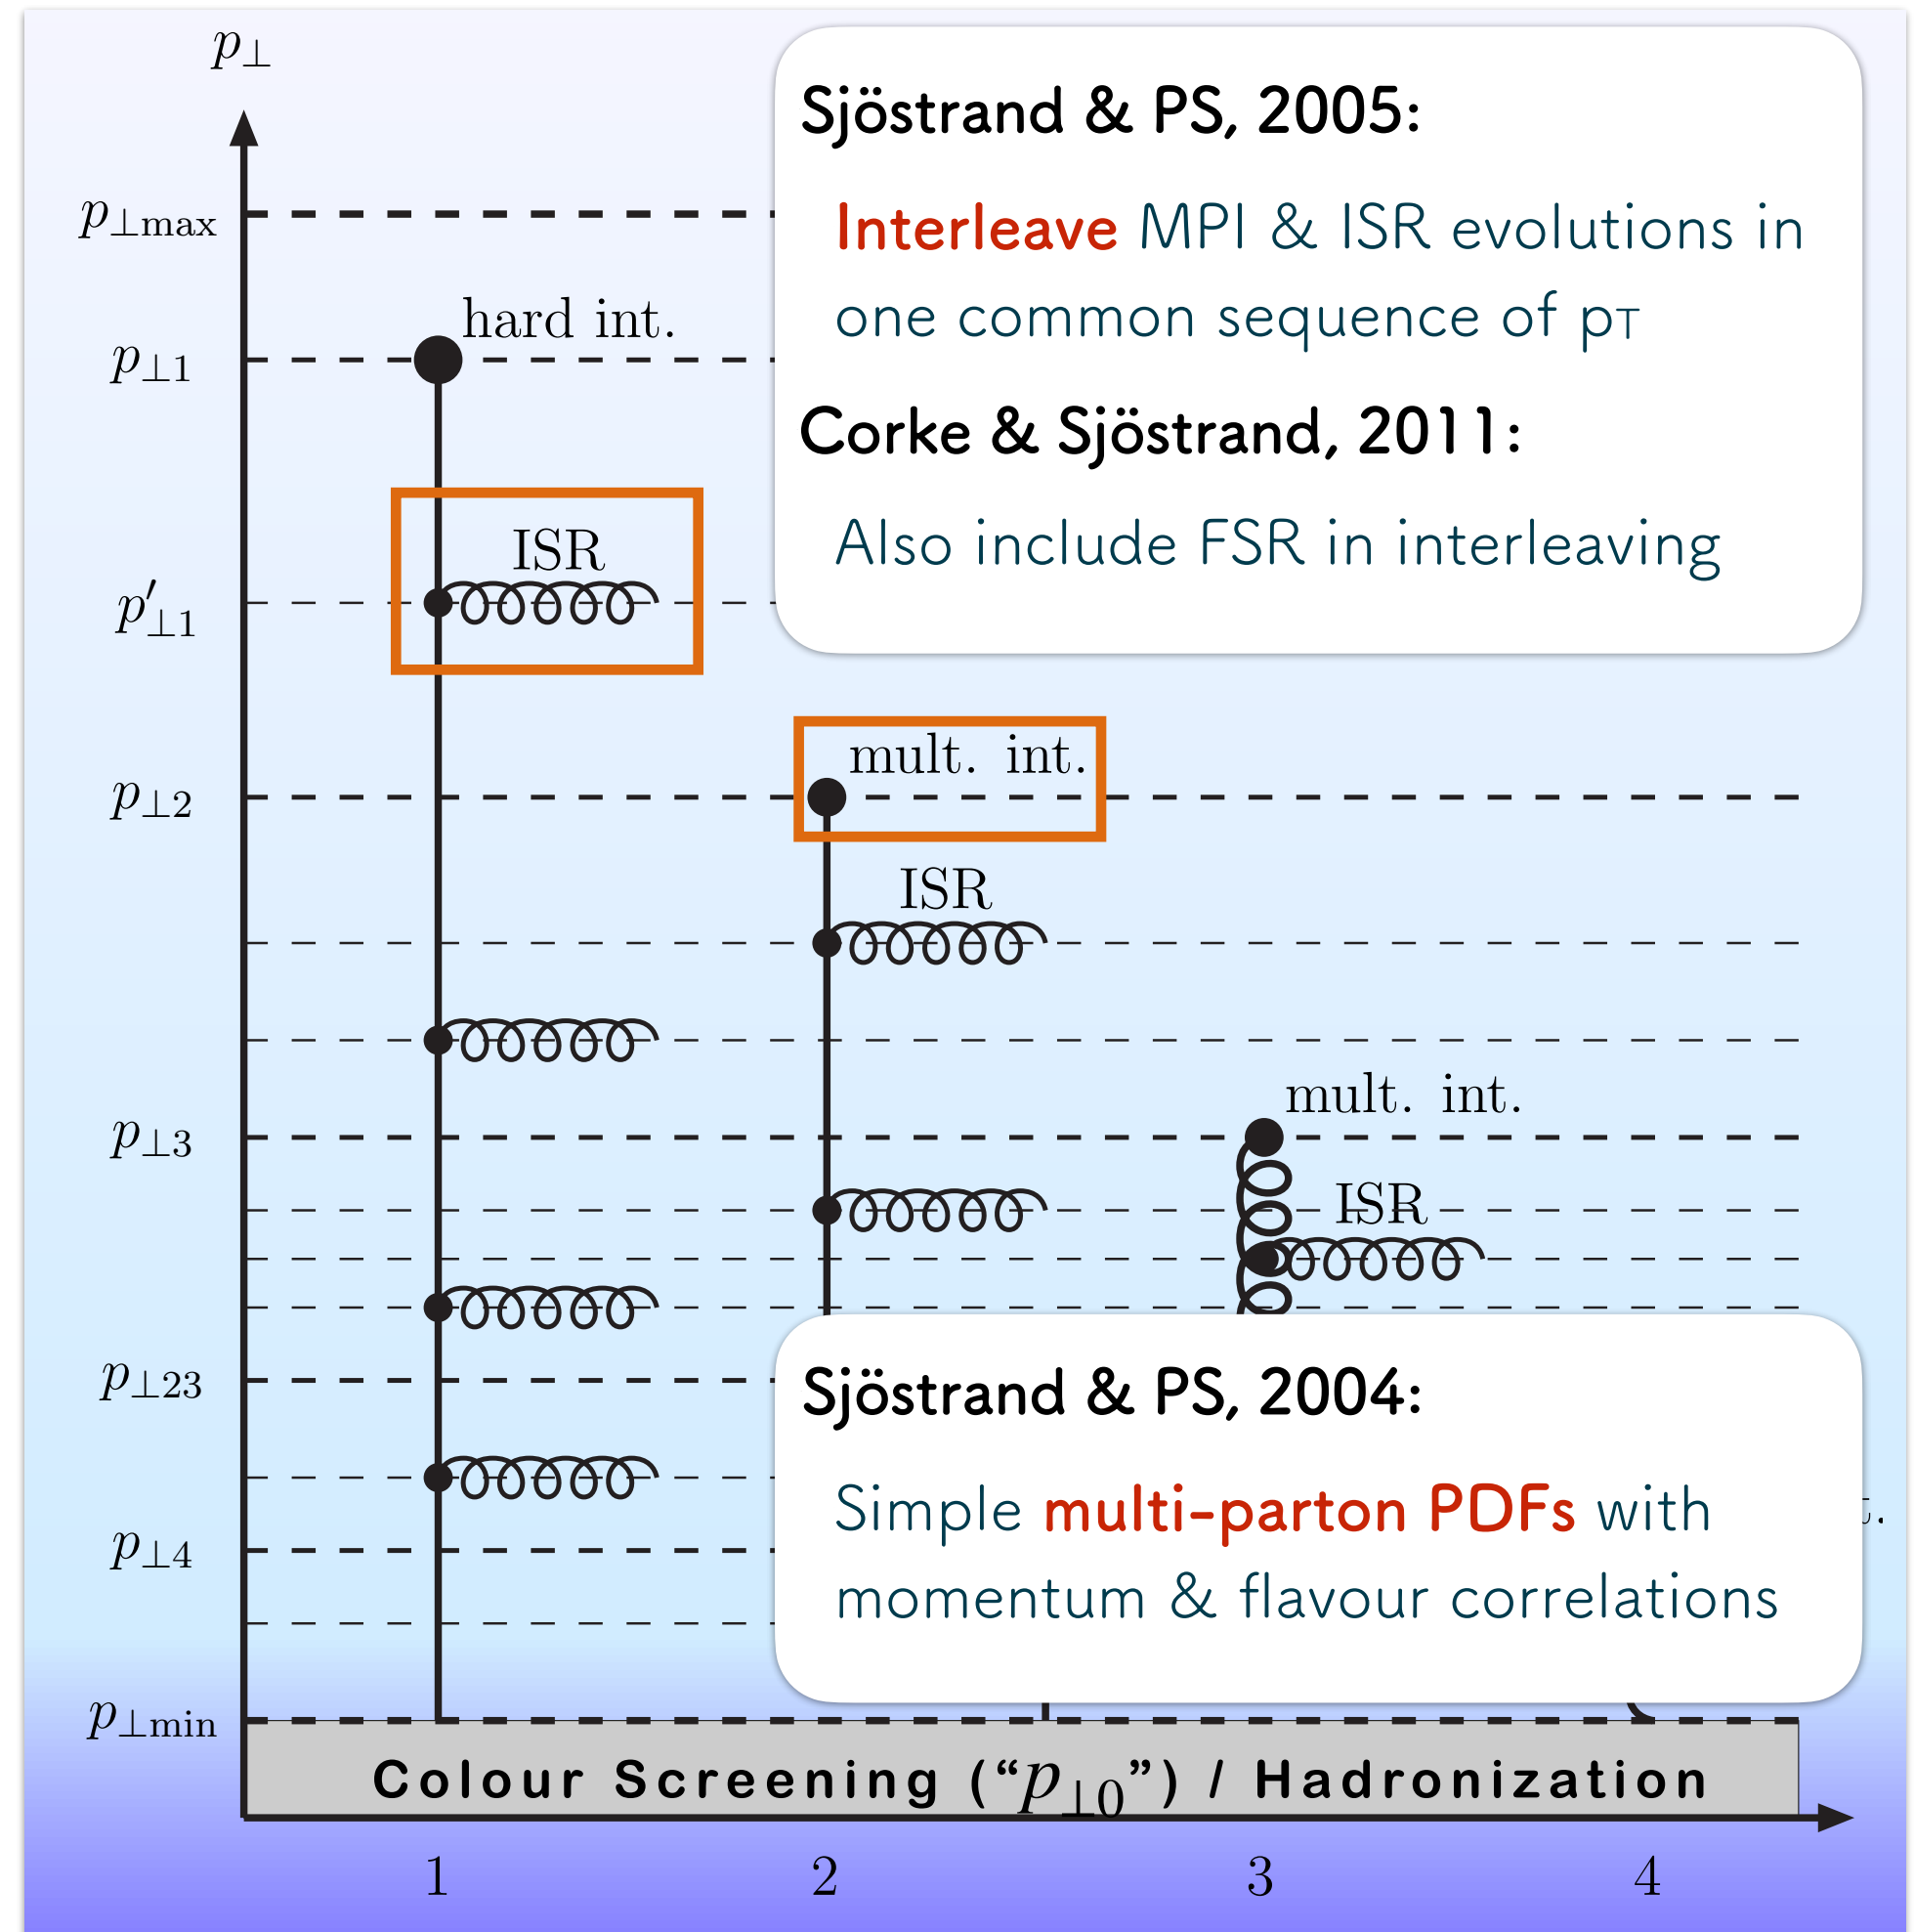 p⊥
Sjöstrand & PS, 2005:
Interleave MPI & ISR evolutions in
one common sequence of pT
Corke & Sjöstrand, 2011:
Also include FSR in interleaving
p⊥max
hard int.
p⊥1
ISR
p′⊥1
mult. int.
p⊥2
ISR
mult. int.
p⊥3
ISR
p⊥23
Sjöstrand & PS, 2004:
Simple multi-parton PDFs with
momentum & flavour correlations
p⊥4
p⊥min
Colour Screening (“p⊥0”) / Hadronization
1 2 3 4